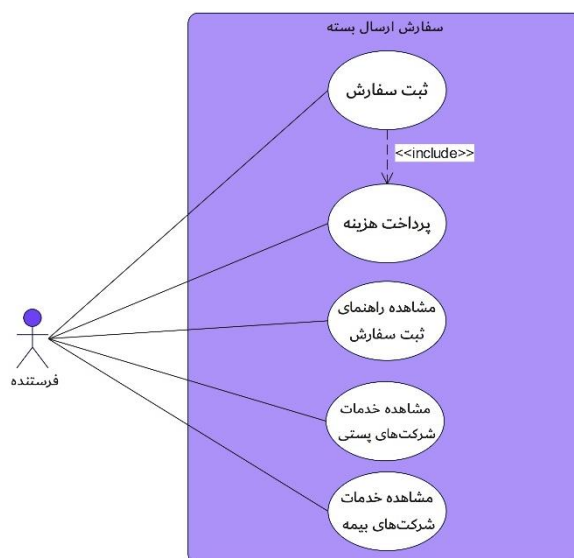 سفارش ارسال بسته
ثبت سفارش
<<include>>
پرداخت هزینه
مشاهده راهنمای
ثبت سفارش
فرستنده
مشاهده خدمات
شرکت‌های پستی
مشاهده خدمات
شرکت‌های بیمه